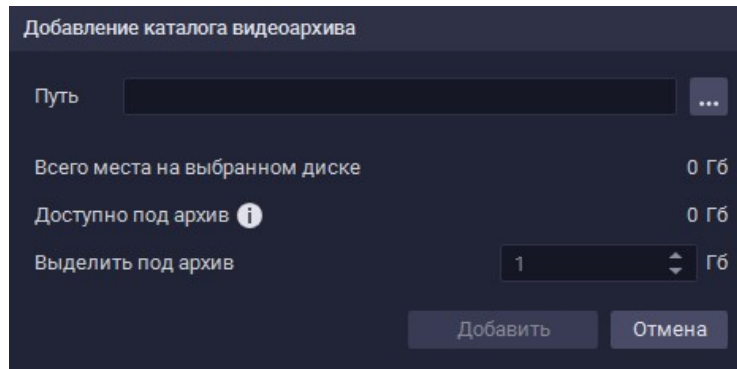 Добавление каталога видеоархива
Путь ...
Всего места на выбранном диске 0 Гб
Доступно под архив i 0 Гб
Выделить под архив 1 Гб
Добавить Отмена